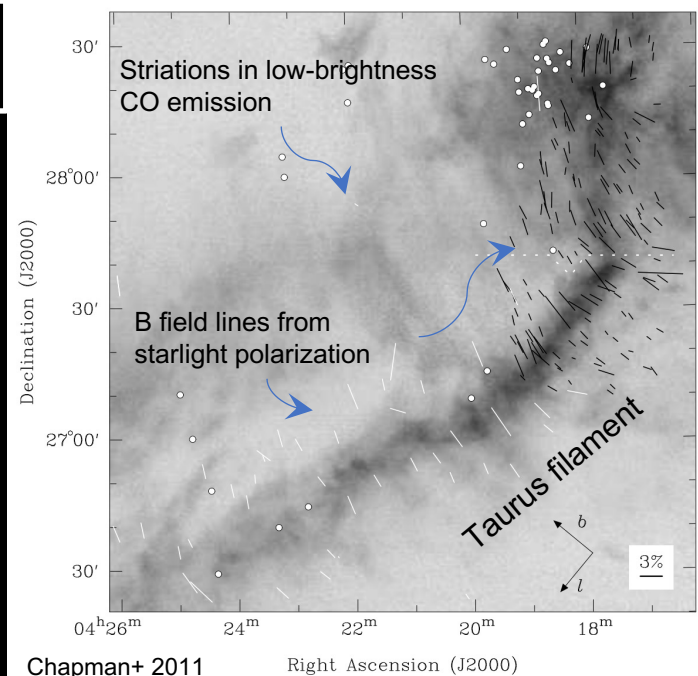 30′
Striations in low-brightness
CO emission
28°00′
Declination (J2000)
30′
B field lines from
starlight polarization
27°00′
Taurus filament
b
l
3%
30′
04ʰ26ᵐ 24ᵐ 22ᵐ 20ᵐ 18ᵐ
Chapman+ 2011
Right Ascension (J2000)